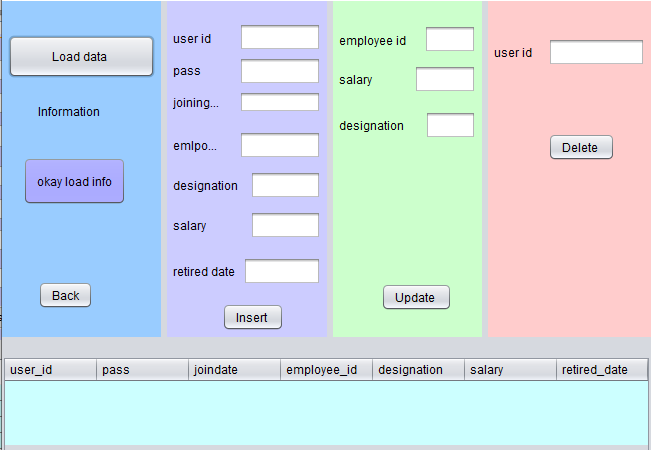 Load data
Information
okay load info
Back
user id
pass
joining...
emlpo...
designation
salary
retired date
Insert
employee id
salary
designation
Update
user id
Delete
user_id pass joindate employee_id designation salary retired_date